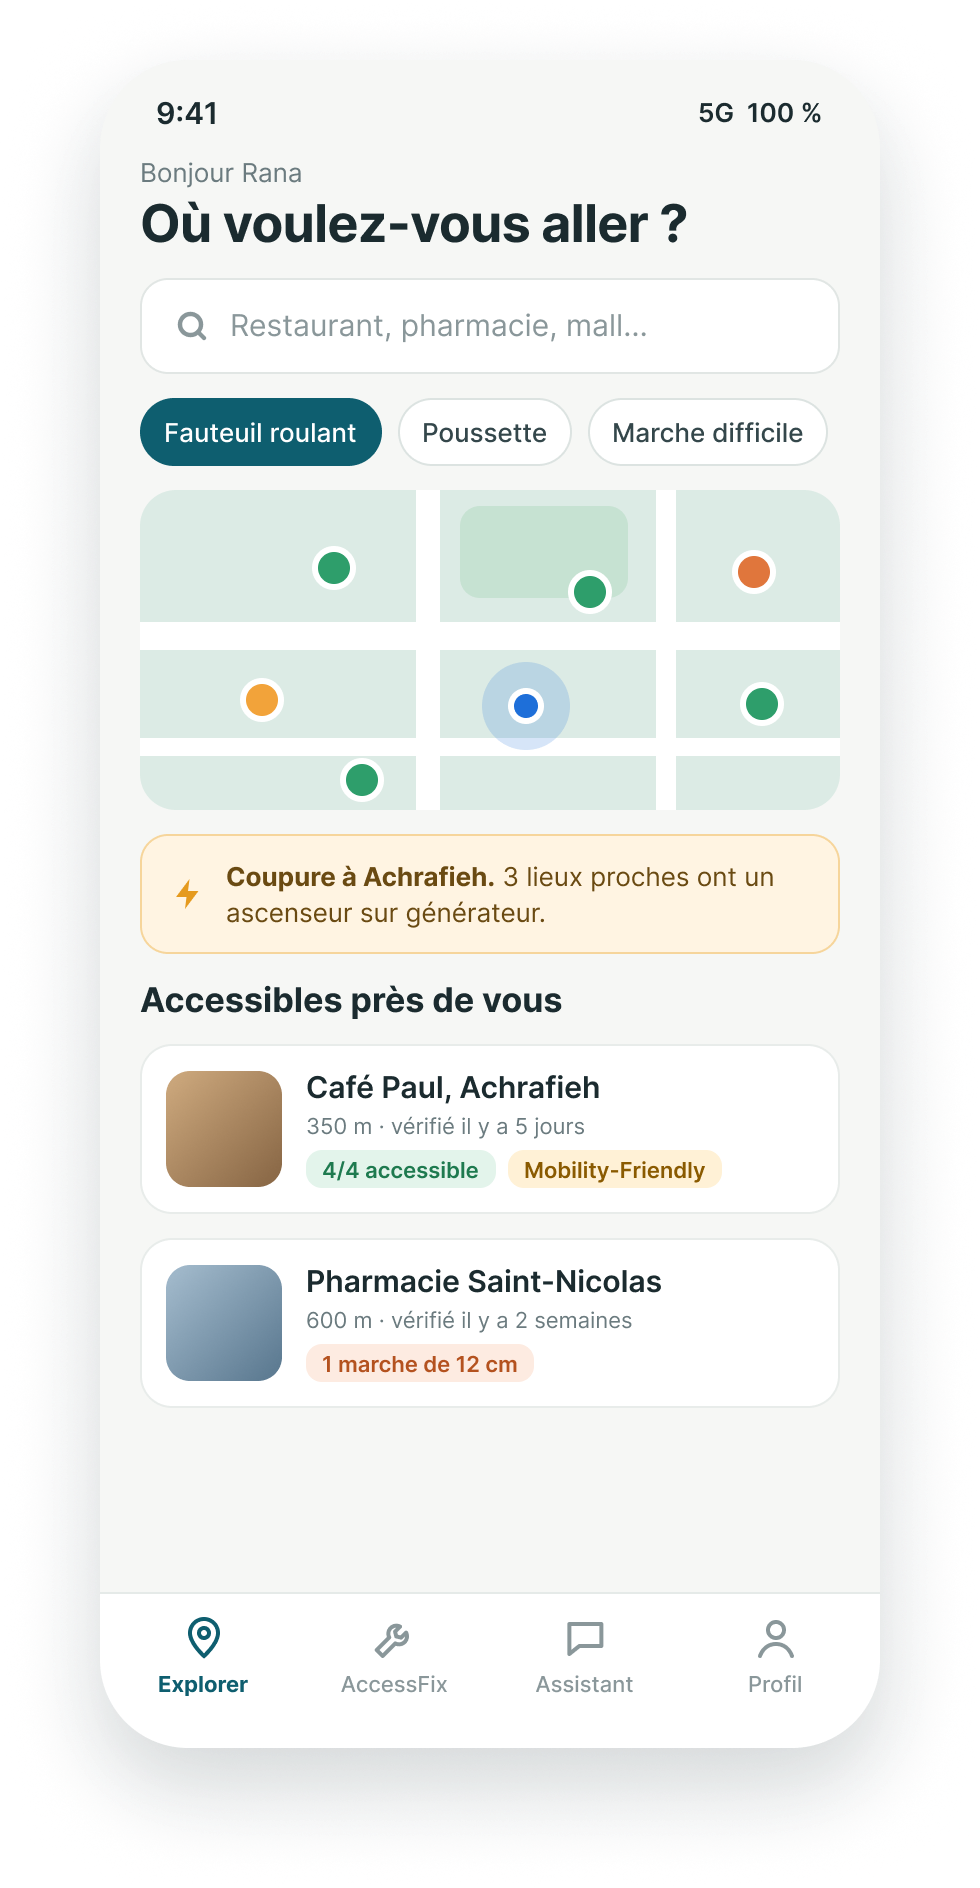 9:41
5G 100 %
Bonjour Rana
Où voulez-vous aller ?
Restaurant, pharmacie, mall...
Fauteuil roulant
Poussette
Marche difficile
Coupure à Achrafieh. 3 lieux proches ont un
ascenseur sur générateur.
Accessibles près de vous
Café Paul, Achrafieh
350 m · vérifié il y a 5 jours
4/4 accessible
Mobility-Friendly
Pharmacie Saint-Nicolas
600 m · vérifié il y a 2 semaines
1 marche de 12 cm
Explorer
AccessFix
Assistant
Profil